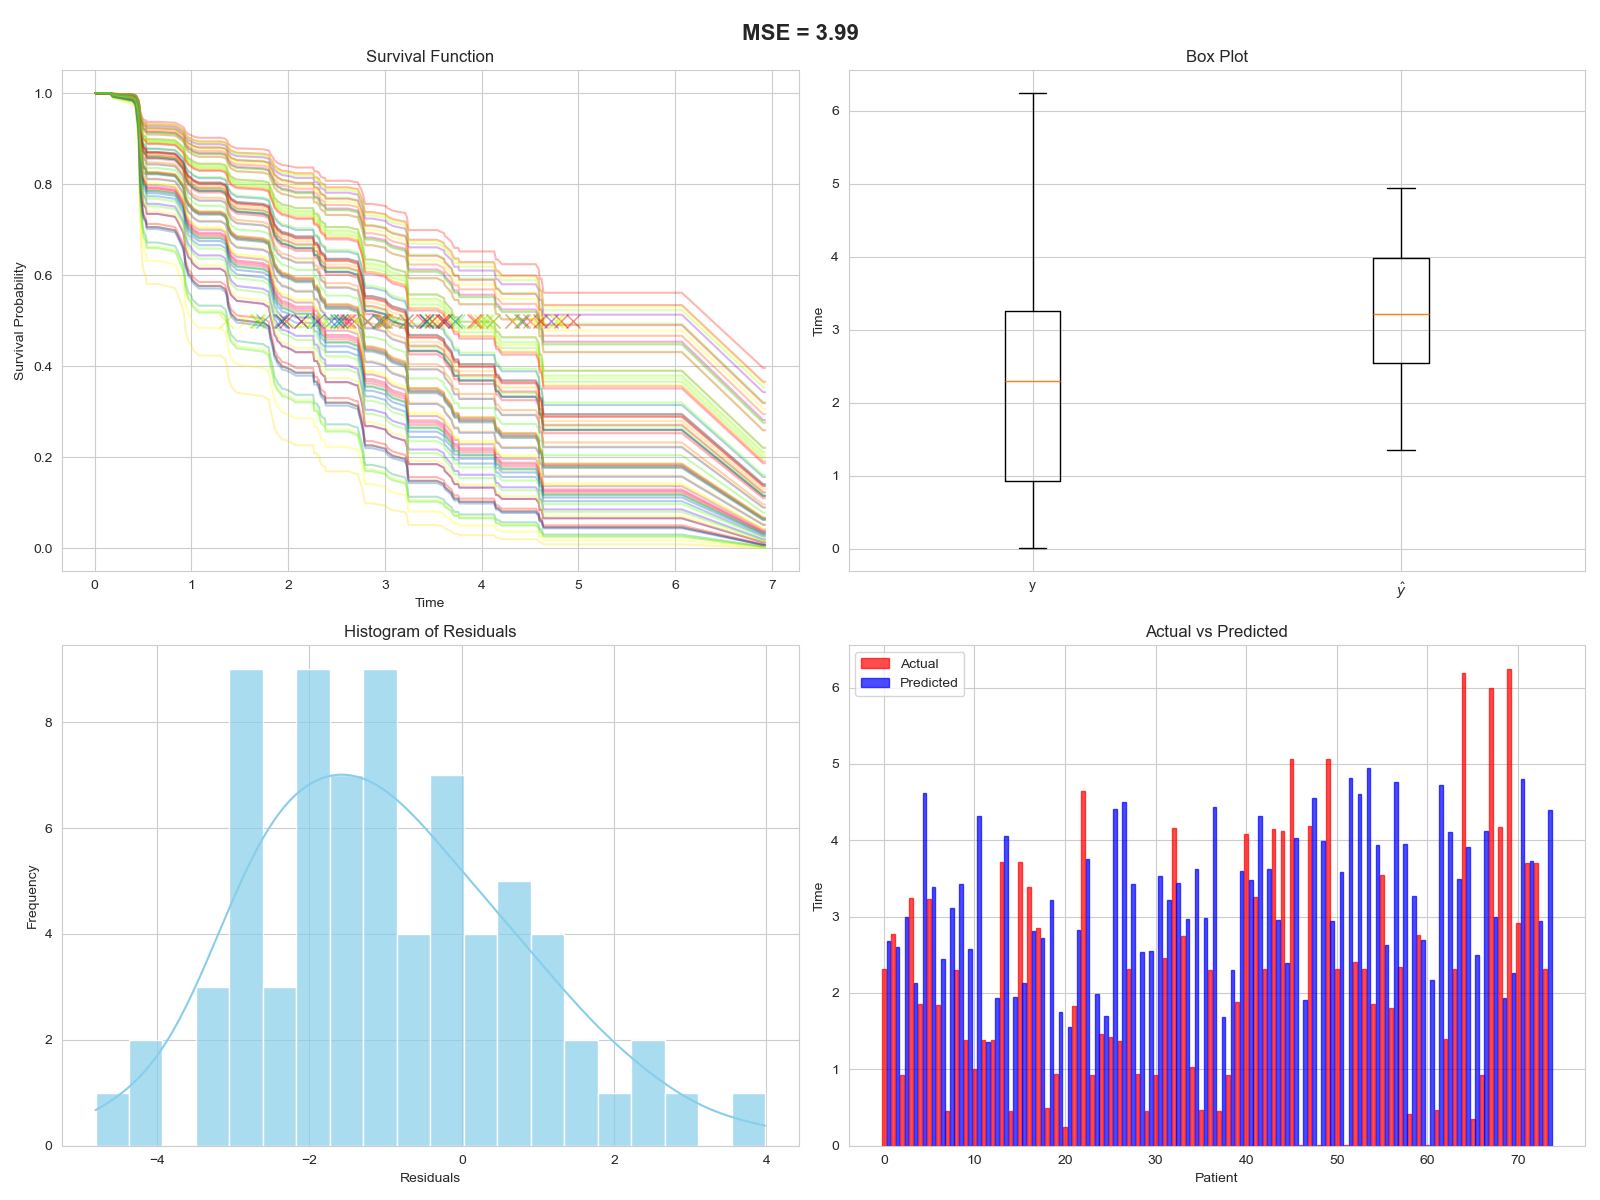 MSE = 3.99
Survival Function
Survival Probability
1.0
0.8
0.6
0.4
0.2
0.0
0 1 2 3 4 5 6 7
Time
Box Plot
Time
6
5
4
3
2
1
0
y ŷ
Histogram of Residuals
Frequency
8
6
4
2
0
−4 −2 0 2 4
Residuals
Actual vs Predicted
Actual
Predicted
Time
6
5
4
3
2
1
0
0 10 20 30 40 50 60 70
Patient